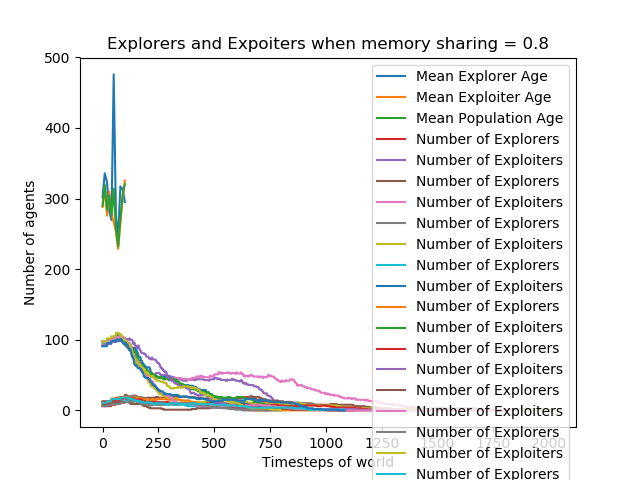 Explorers and Expoiters when memory sharing = 0.8
500
400
300
200
100
0
Number of agents
Mean Explorer Age
Mean Exploiter Age
Mean Population Age
Number of Explorers
Number of Exploiters
Number of Explorers
Number of Exploiters
Number of Explorers
Number of Exploiters
Number of Explorers
Number of Exploiters
Number of Explorers
Number of Exploiters
Number of Explorers
Number of Exploiters
Number of Explorers
Number of Exploiters
Number of Explorers
Number of Exploiters
Number of Explorers
0 250 500 750 1000 1250 1500 1750 2000
Timesteps of world